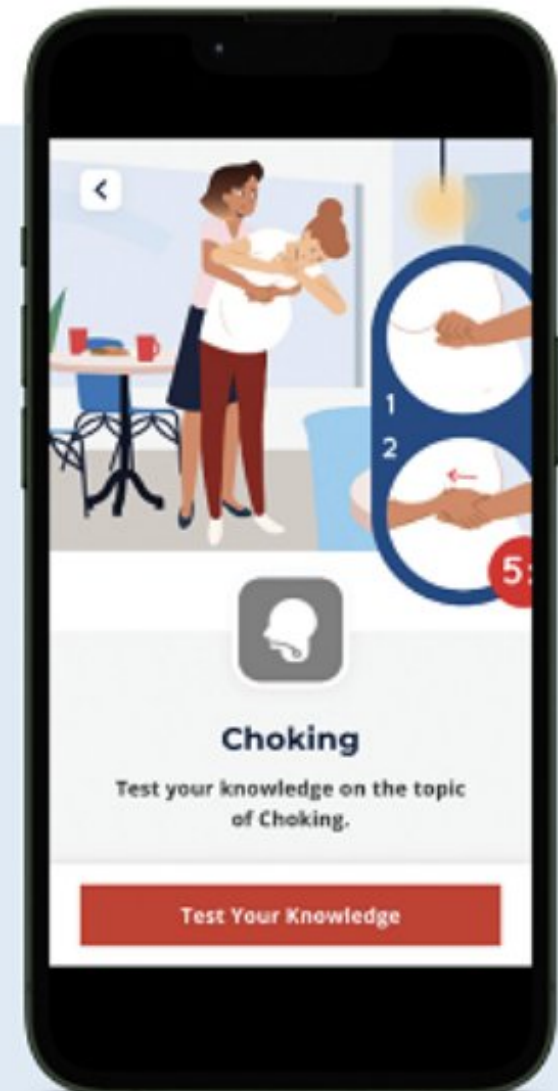 1
2
5:
Choking
Test your knowledge on the topic
of Choking.
Test Your Knowledge